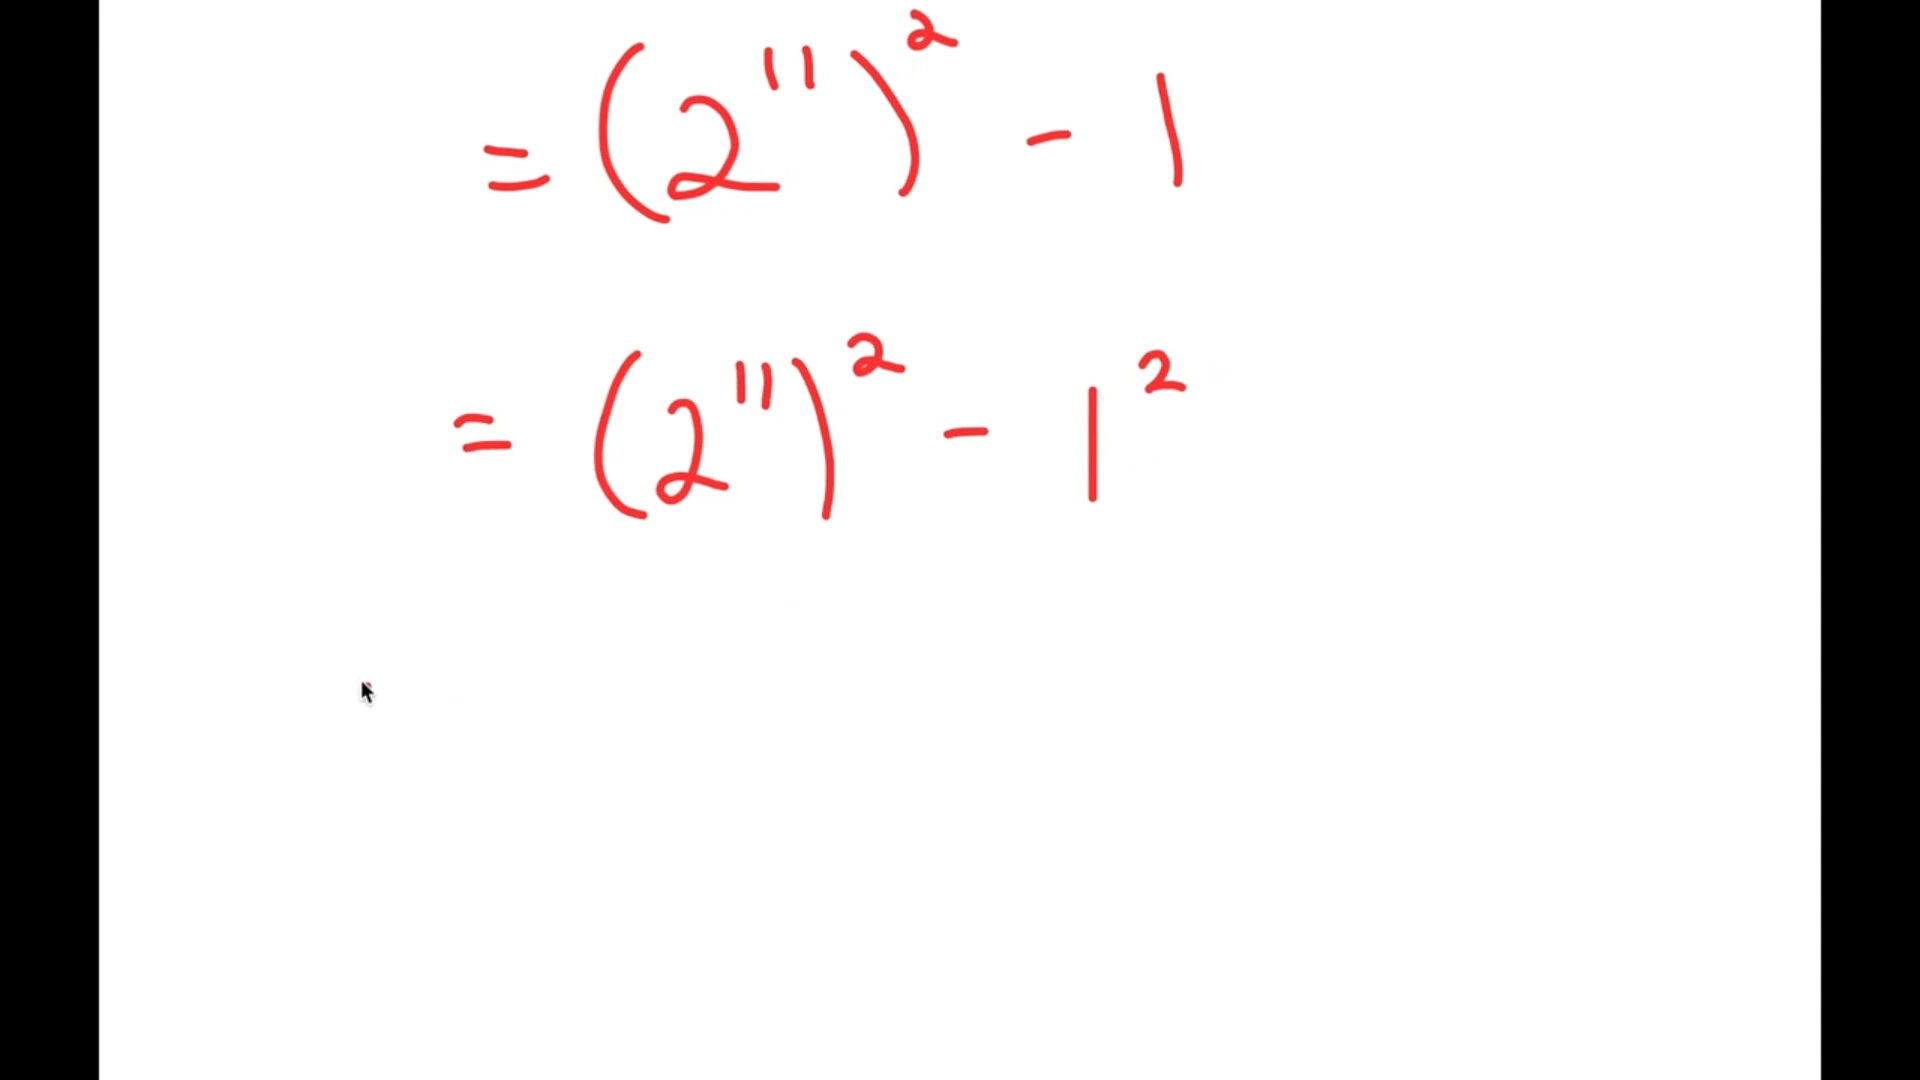 = (2¹¹)² - 1
= (2¹¹)² - 1²